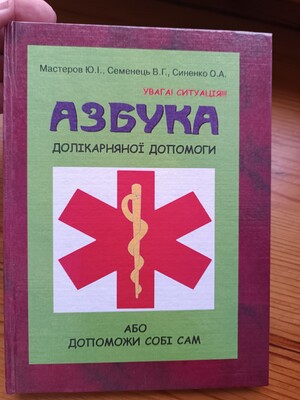 Мастеров Ю.І., Семенець В.Г., Синенко О.А.
УВАГА! СИТУАЦІЯ!!!
АЗБУКА
ДОЛІКАРНЯНОЇ ДОПОМОГИ
АБО
ДОПОМОЖИ СОБІ САМ